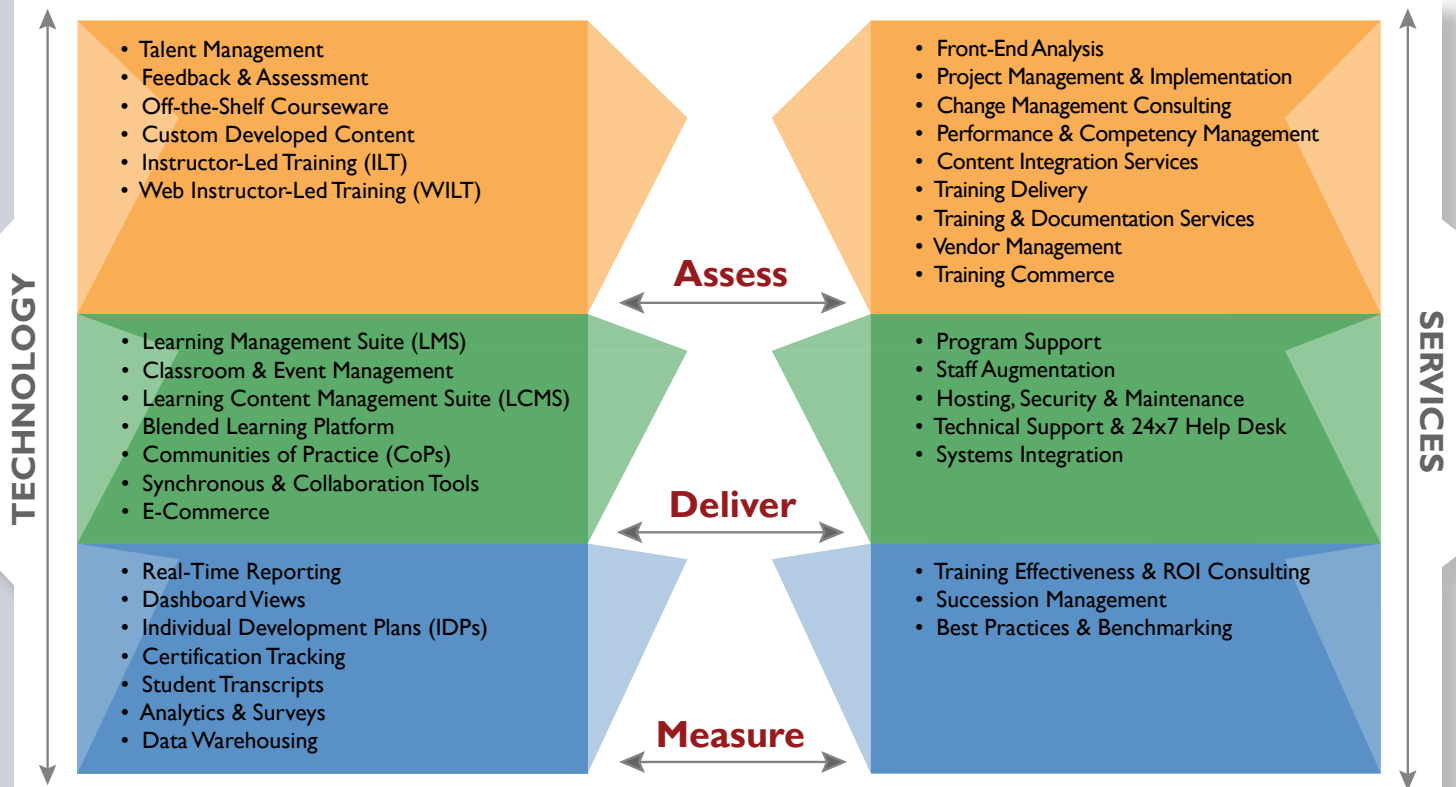 TECHNOLOGY
• Talent Management
• Feedback & Assessment
• Off-the-Shelf Courseware
• Custom Developed Content
• Instructor-Led Training (ILT)
• Web Instructor-Led Training (WILT)
Assess
• Front-End Analysis
• Project Management & Implementation
• Change Management Consulting
• Performance & Competency Management
• Content Integration Services
• Training Delivery
• Training & Documentation Services
• Vendor Management
• Training Commerce
• Learning Management Suite (LMS)
• Classroom & Event Management
• Learning Content Management Suite (LCMS)
• Blended Learning Platform
• Communities of Practice (CoPs)
• Synchronous & Collaboration Tools
• E-Commerce
Deliver
• Program Support
• Staff Augmentation
• Hosting, Security & Maintenance
• Technical Support & 24x7 Help Desk
• Systems Integration
• Real-Time Reporting
• Dashboard Views
• Individual Development Plans (IDPs)
• Certification Tracking
• Student Transcripts
• Analytics & Surveys
• Data Warehousing
Measure
• Training Effectiveness & ROI Consulting
• Succession Management
• Best Practices & Benchmarking
SERVICES